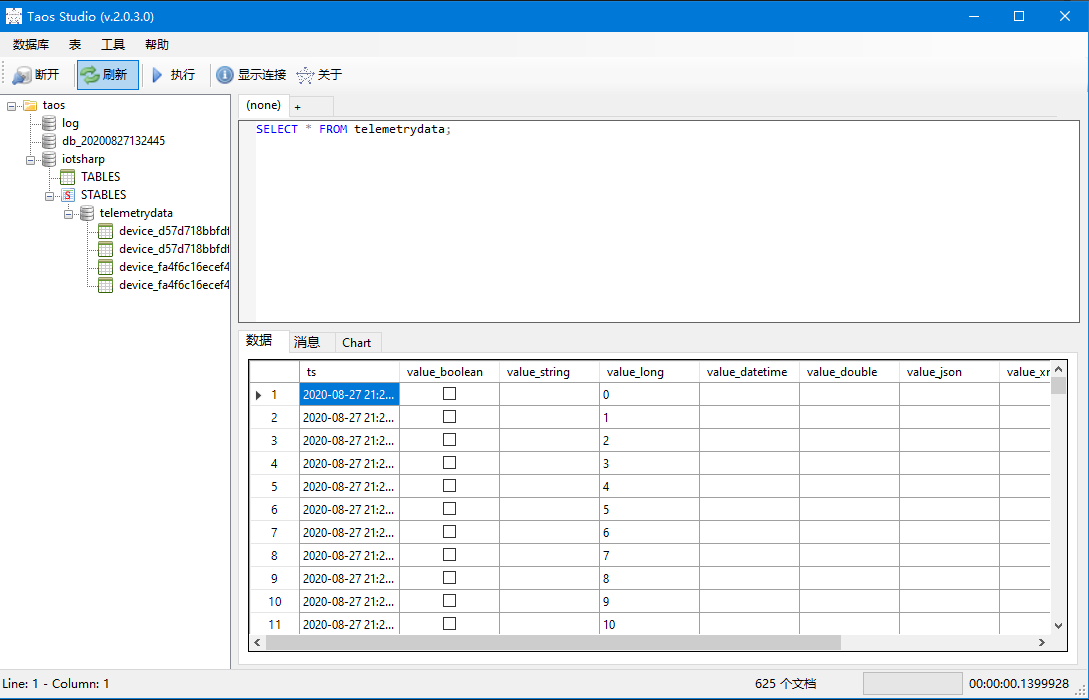 Taos Studio (v.2.0.3.0)
数据库 表 工具 帮助
断开 刷新 执行 显示连接 关于
taos
log
db_20200827132445
iotsharp
TABLES
STABLES
telemetrydata
device_d57d718bbfdf
device_d57d718bbfdf
device_fa4f6c16ecef4
device_fa4f6c16ecef4
(none) +
SELECT * FROM telemetrydata;
数据 消息 Chart
ts value_boolean value_string value_long value_datetime value_double value_json value_xr
1 2020-08-27 21:2... 0
2 2020-08-27 21:2... 1
3 2020-08-27 21:2... 2
4 2020-08-27 21:2... 3
5 2020-08-27 21:2... 4
6 2020-08-27 21:2... 5
7 2020-08-27 21:2... 6
8 2020-08-27 21:2... 7
9 2020-08-27 21:2... 8
10 2020-08-27 21:2... 9
11 2020-08-27 21:2... 10
Line: 1 - Column: 1 625 个文档 00:00:00.1399928